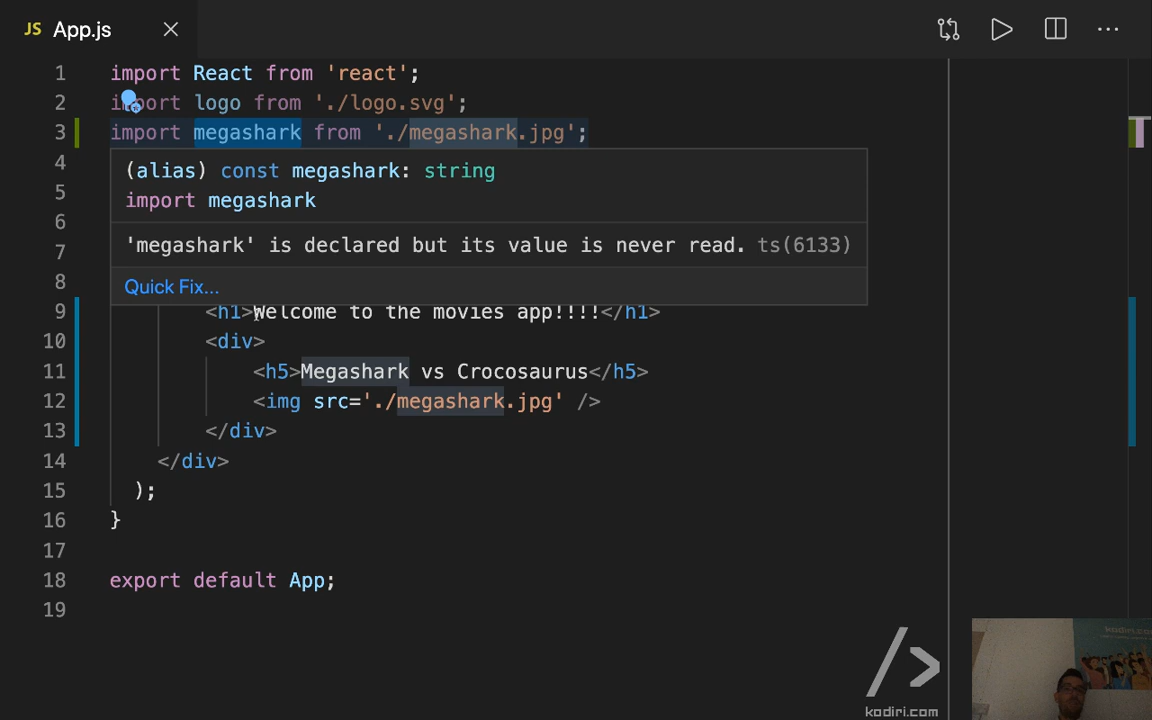 JS App.js
1 import React from 'react';
2 import logo from './logo.svg';
3 import megashark from './megashark.jpg';
4
(alias) const megashark: string
5
import megashark
6
'megashark' is declared but its value is never read. ts(6133)
7
8
Quick Fix...
9 <h1>Welcome to the movies app!!!!</h1>
10 <div>
11 <h5>Megashark vs Crocosaurus</h5>
12 <img src='./megashark.jpg' />
13 </div>
14 </div>
15 );
16 }
17
18 export default App;
19
/>
kodiri.com
kodiri.com